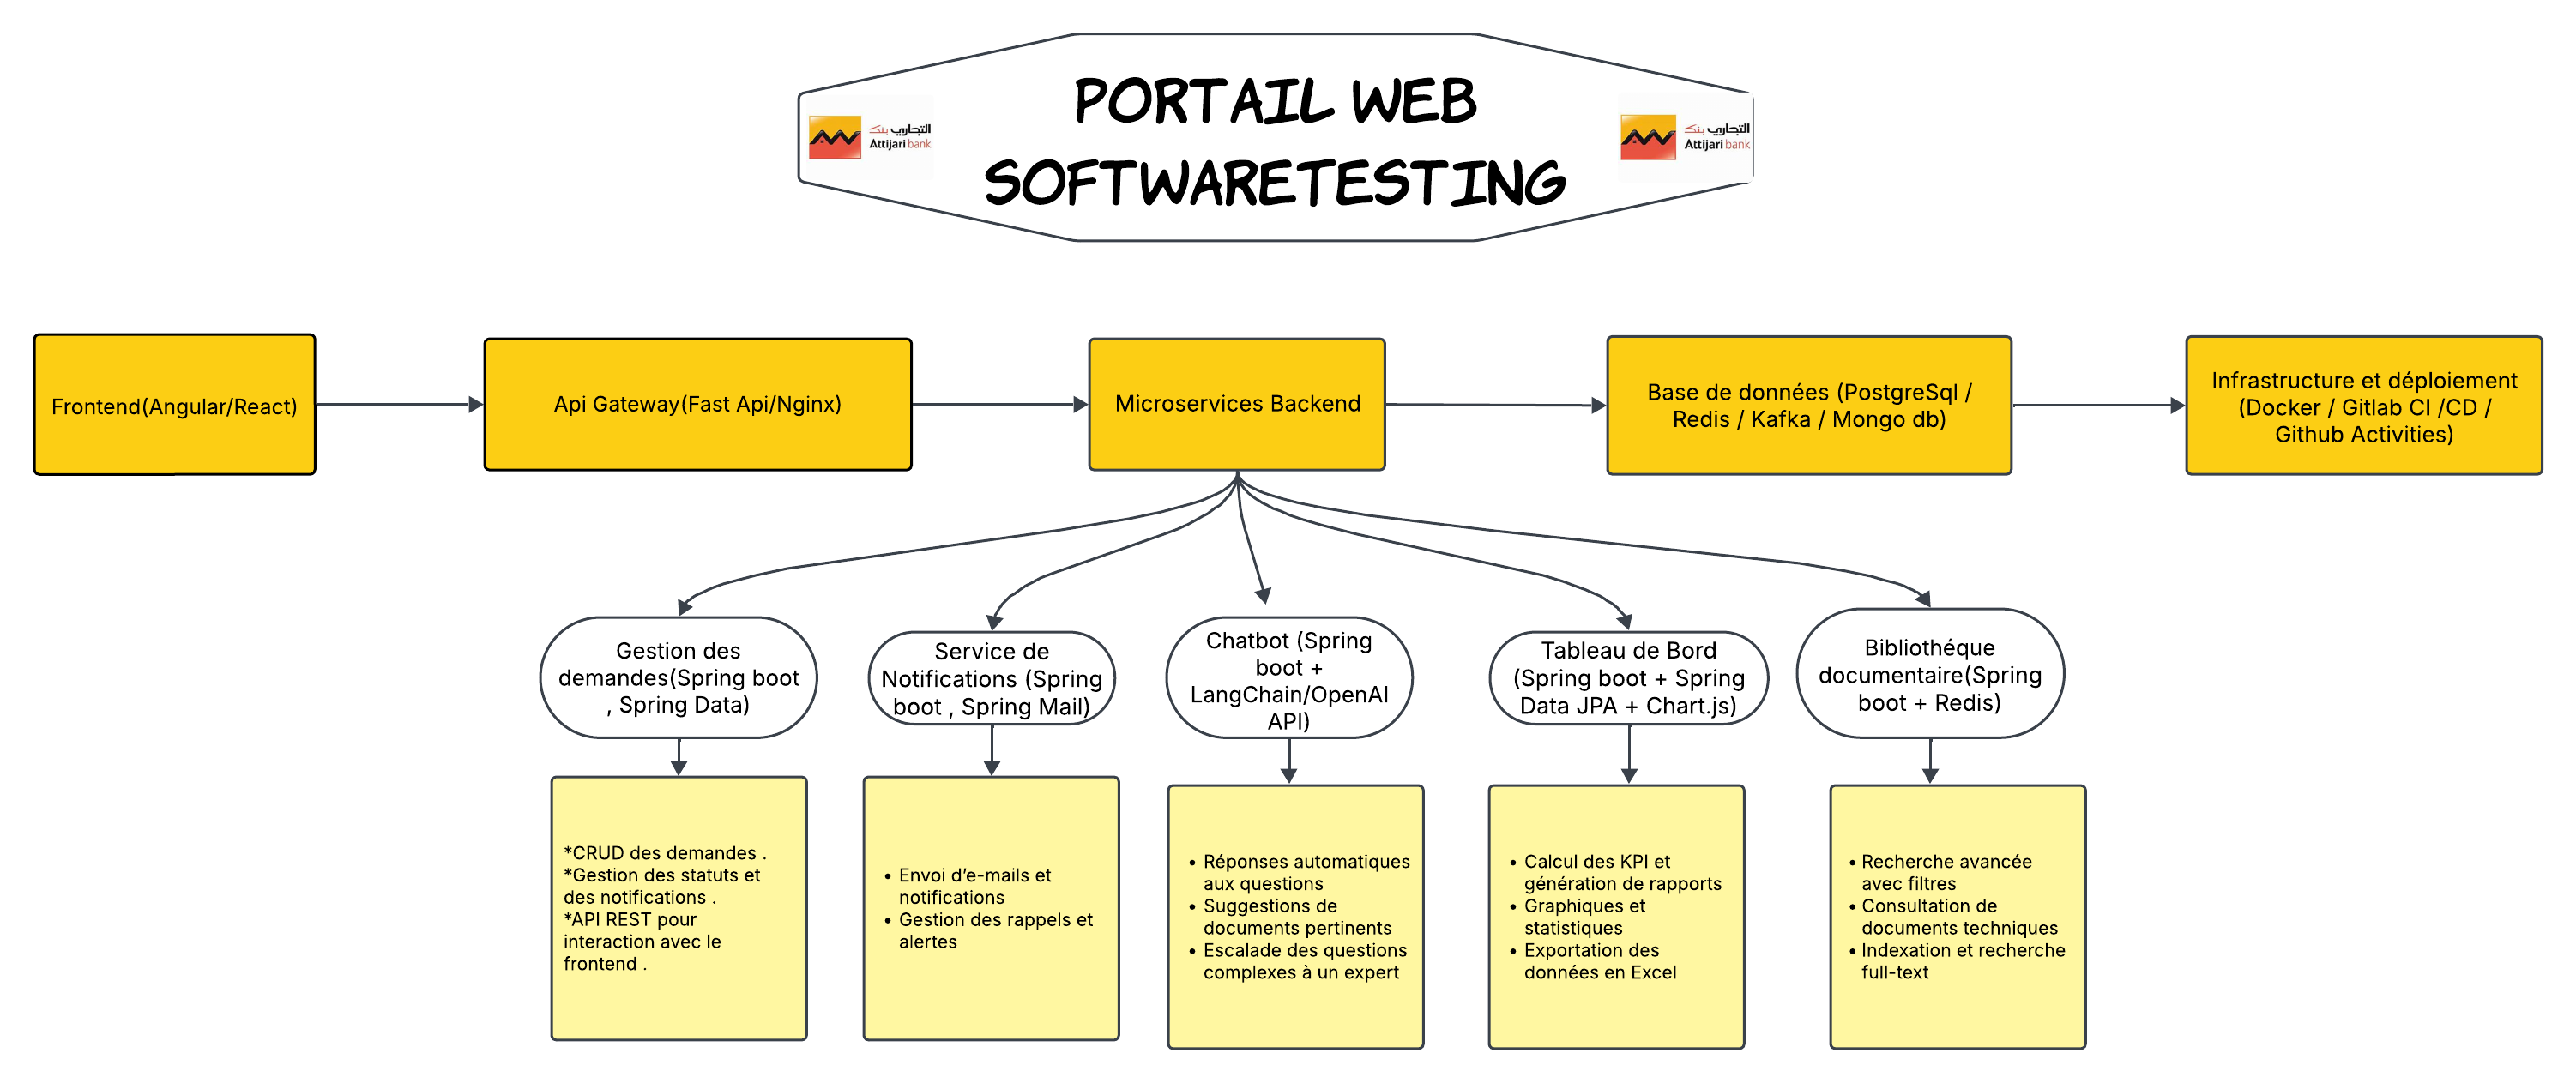 PORTAIL WEB
SOFTWARETESTING
التجاري بنك
Attijari bank
التجاري بنك
Attijari bank
Frontend(Angular/React)
Api Gateway(Fast Api/Nginx)
Microservices Backend
Base de données (PostgreSql /
Redis / Kafka / Mongo db)
Infrastructure et déploiement
(Docker / Gitlab CI /CD /
Github Activities)
Gestion des
demandes(Spring boot
, Spring Data)
Service de
Notifications (Spring
boot , Spring Mail)
Chatbot (Spring
boot +
LangChain/OpenAI
API)
Tableau de Bord
(Spring boot + Spring
Data JPA + Chart.js)
Bibliothéque
documentaire(Spring
boot + Redis)
*CRUD des demandes .
*Gestion des statuts et
des notifications .
*API REST pour
interaction avec le
frontend .
• Envoi d’e-mails et
notifications
• Gestion des rappels et
alertes
• Réponses automatiques
aux questions
• Suggestions de
documents pertinents
• Escalade des questions
complexes à un expert
• Calcul des KPI et
génération de rapports
• Graphiques et
statistiques
• Exportation des
données en Excel
• Recherche avancée
avec filtres
• Consultation de
documents techniques
• Indexation et recherche
full-text